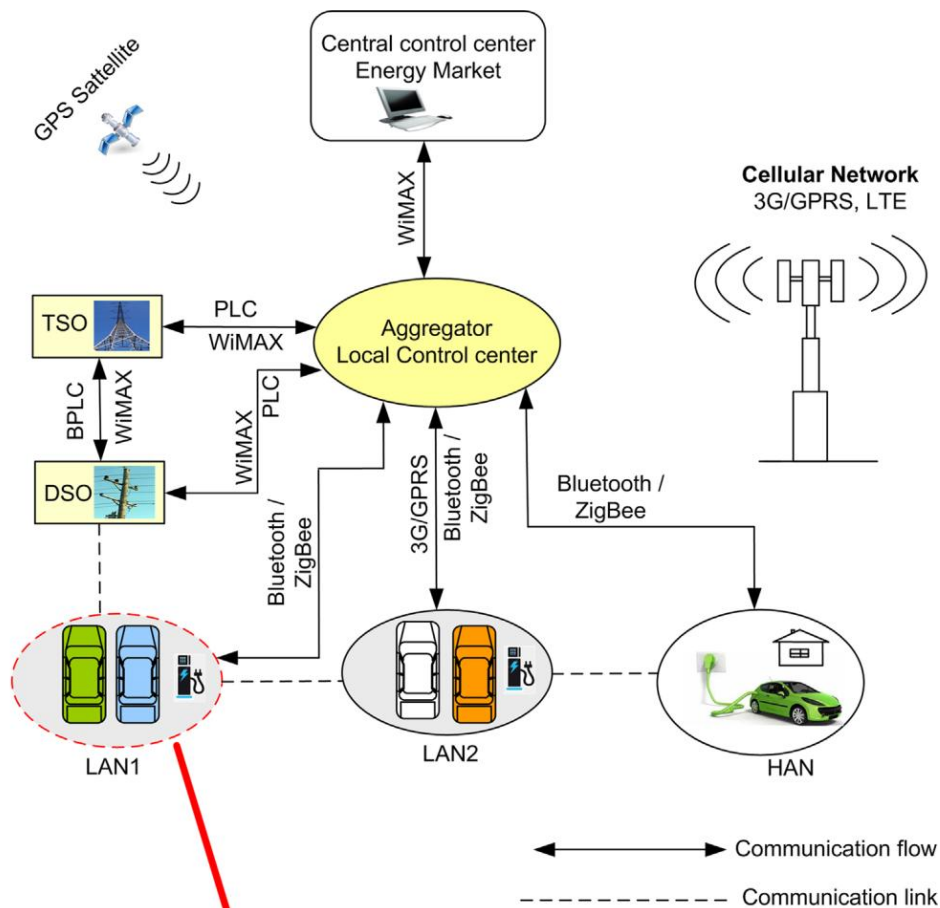 GPS Sattellite
Central control center
Energy Market
Cellular Network
3G/GPRS, LTE
WiMAX
TSO
PLC
WiMAX
Aggregator
Local Control center
BPLC
WiMAX
WiMAX
PLC
DSO
Bluetooth /
ZigBee
3G/GPRS
Bluetooth /
ZigBee
Bluetooth /
ZigBee
LAN1
LAN2
HAN
Communication flow
Communication link